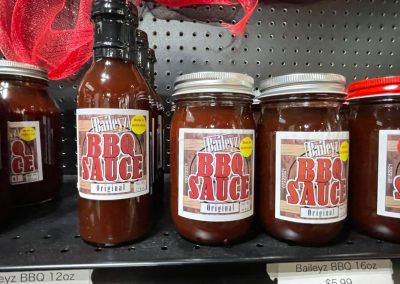 Baileyz
BBQ
SAUCE
Original
Baileyz
BBQ
SAUCE
Original
Baileyz
BBQ
SAUCE
Original
eyz BBQ 12oz
Baileyz BBQ 16oz
$5.99